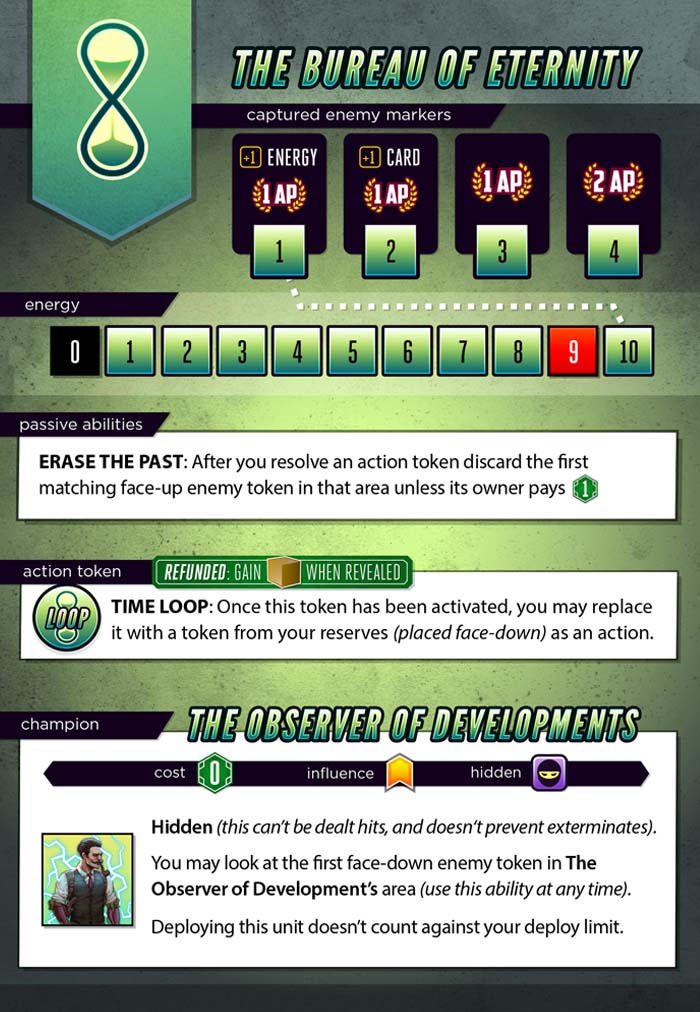 THE BUREAU OF ETERNITY
captured enemy markers
+1 ENERGY
1 AP
1
+1 CARD
1 AP
2
1 AP
3
2 AP
4
energy
0 1 2 3 4 5 6 7 8 9 10
passive abilities
ERASE THE PAST: After you resolve an action token discard the first
matching face-up enemy token in that area unless its owner pays 1
action token
REFUNDED: GAIN WHEN REVEALED
LOOP
TIME LOOP: Once this token has been activated, you may replace
it with a token from your reserves (placed face-down) as an action.
champion
THE OBSERVER OF DEVELOPMENTS
cost 0 influence hidden
Hidden (this can't be dealt hits, and doesn't prevent exterminates).
You may look at the first face-down enemy token in The
Observer of Development's area (use this ability at any time).
Deploying this unit doesn't count against your deploy limit.